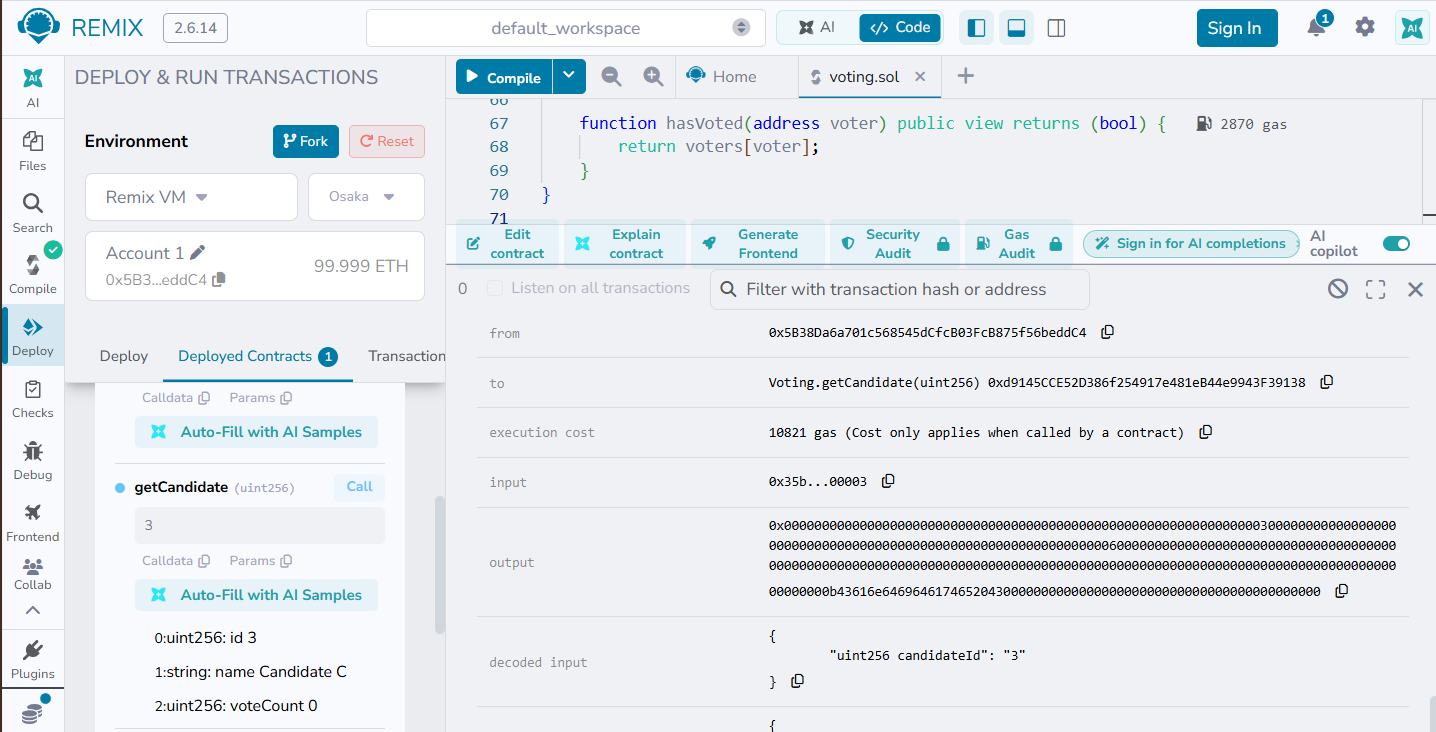 REMIX 2.6.14 default_workspace AI Code Sign In 1 AI
AI
Files
Search
Compile
Deploy
Checks
Debug
Frontend
Collab
Plugins
DEPLOY & RUN TRANSACTIONS
Environment Fork Reset
Remix VM Osaka
Account 1
0x5B3...eddC4 99.999 ETH
Deploy Deployed Contracts 1 Transaction
Calldata Params
Auto-Fill with AI Samples
getCandidate (uint256) Call
3
Calldata Params
Auto-Fill with AI Samples
0:uint256: id 3
1:string: name Candidate C
2:uint256: voteCount 0
Compile Home voting.sol
66
67 function hasVoted(address voter) public view returns (bool) { 2870 gas
68 return voters[voter];
69 }
70 }
71
Edit contract
Explain contract
Generate Frontend
Security Audit
Gas Audit
Sign in for AI completions
AI copilot
0 Listen on all transactions Filter with transaction hash or address
from 0x5B38Da6a701c568545dCfcB03FcB875f56beddC4
to Voting.getCandidate(uint256) 0xd9145CCE52D386f254917e481eB44e9943F39138
execution cost 10821 gas (Cost only applies when called by a contract)
input 0x35b...00003
output
decoded input {
"uint256 candidateId": "3"
}
{